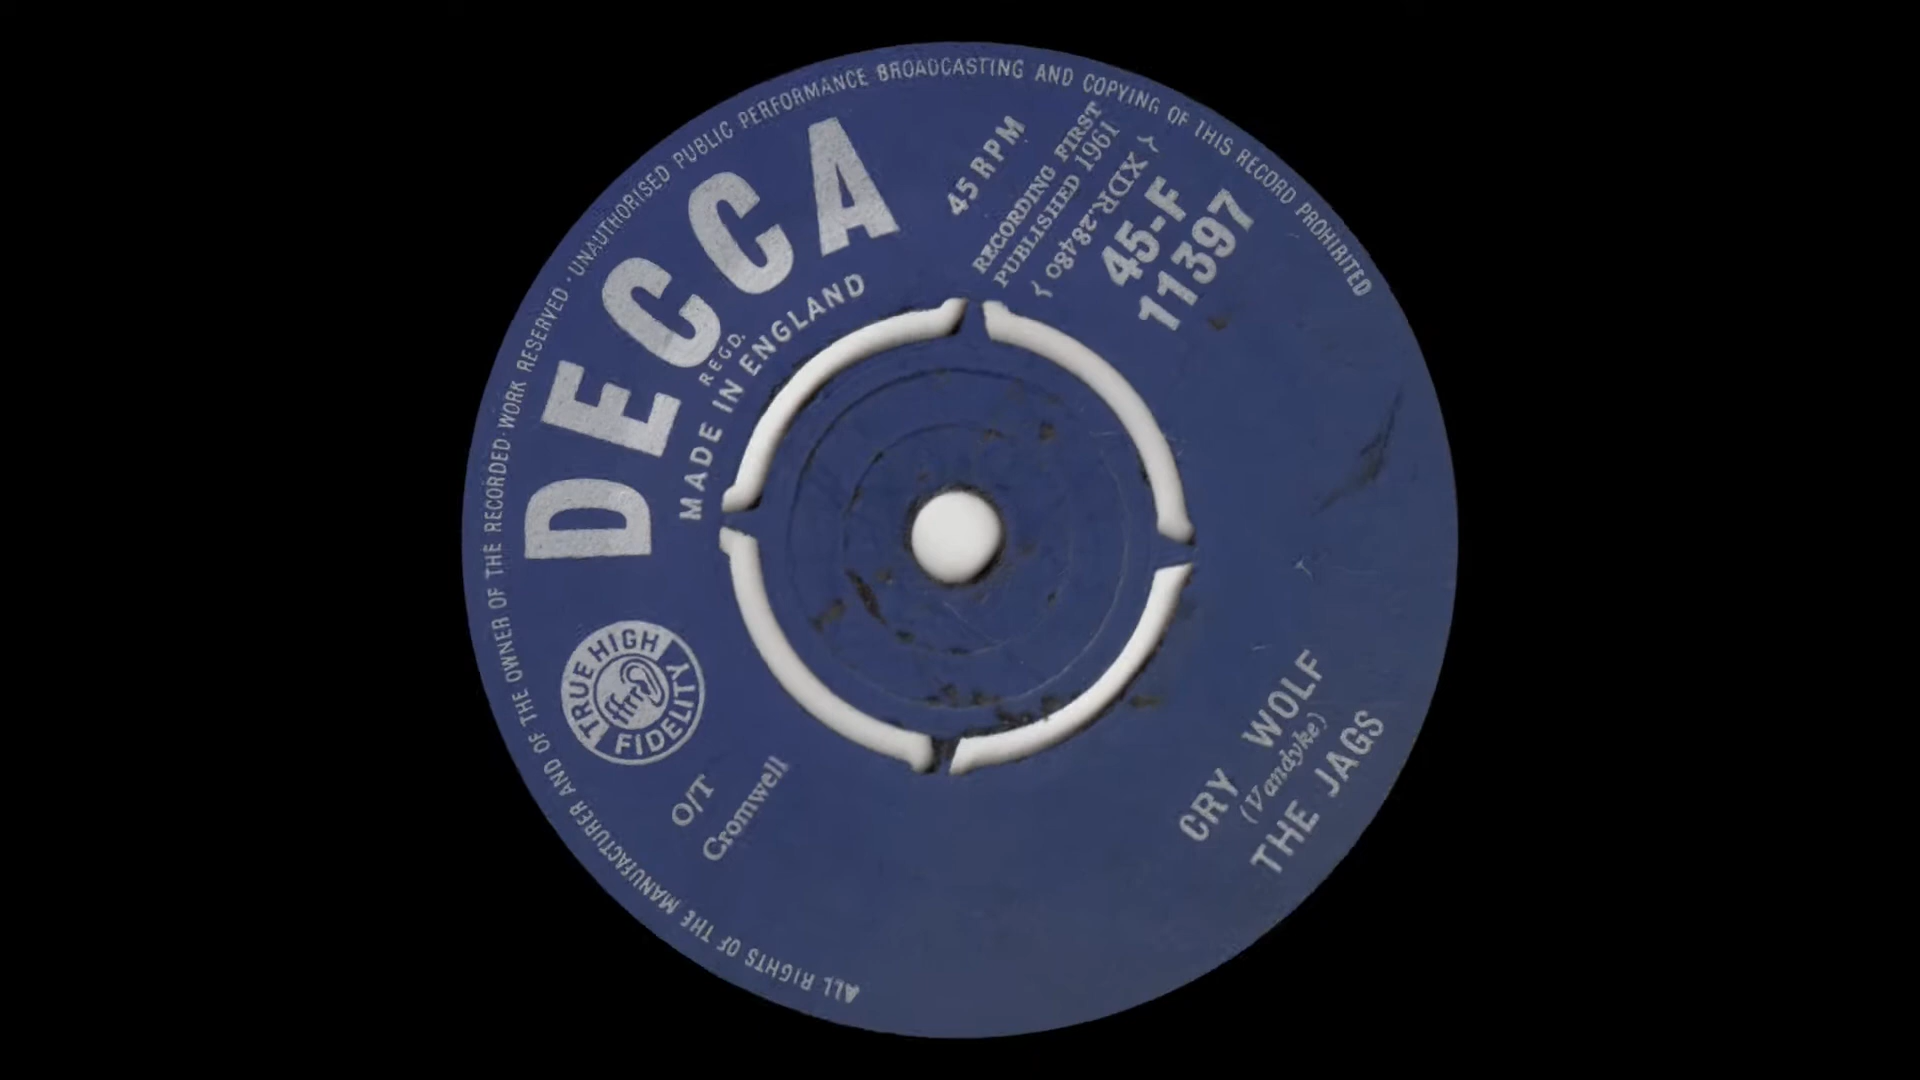 ALL RIGHTS OF THE MANUFACTURER AND OF THE OWNER OF THE RECORDED·WORK RESERVED · UNAUTHORISED PUBLIC PERFORMANCE BROADCASTING AND COPYING OF THIS RECORD PROHIBITED
DECCA
REGD.
MADE IN ENGLAND
45 RPM
RECORDING FIRST
PUBLISHED 1961
(XDR.28480)
45-F
11397
TRUE HIGH
ffrr
FIDELITY
O/T
Cromwell
CRY WOLF
(Vandyke)
THE JAGS